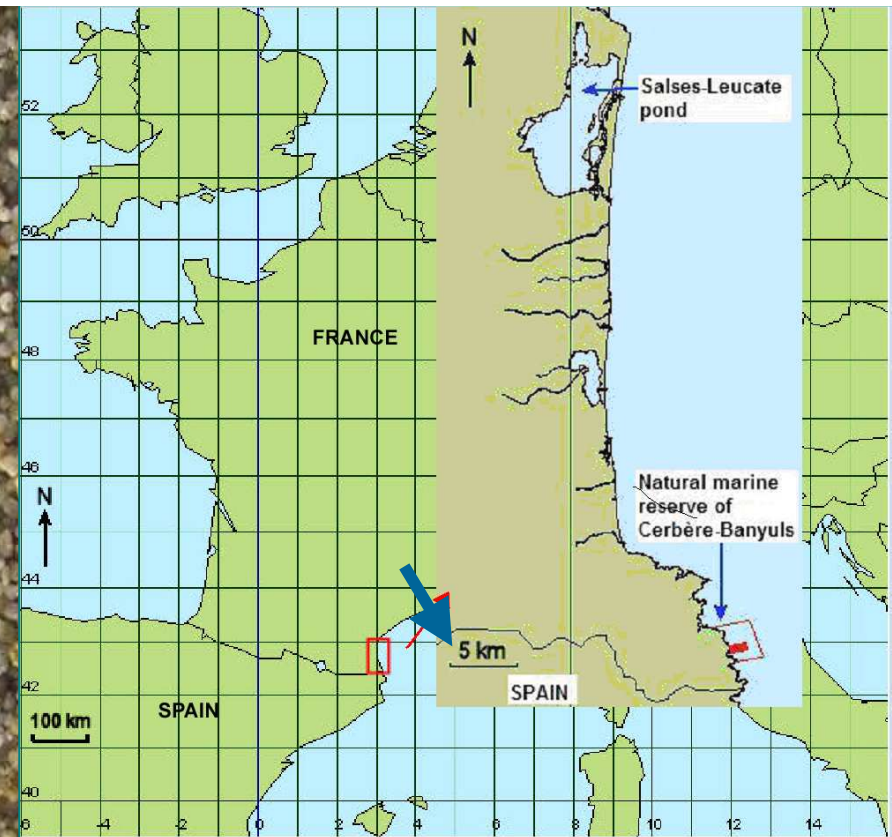 N
Salses-Leucate
pond
52
50
FRANCE
48
46
N
Natural marine
reserve of
Cerbère-Banyuls
44
5 km
SPAIN
42
SPAIN
100 km
40
-6 -4 -2 0 2 4 6 8 10 12 14